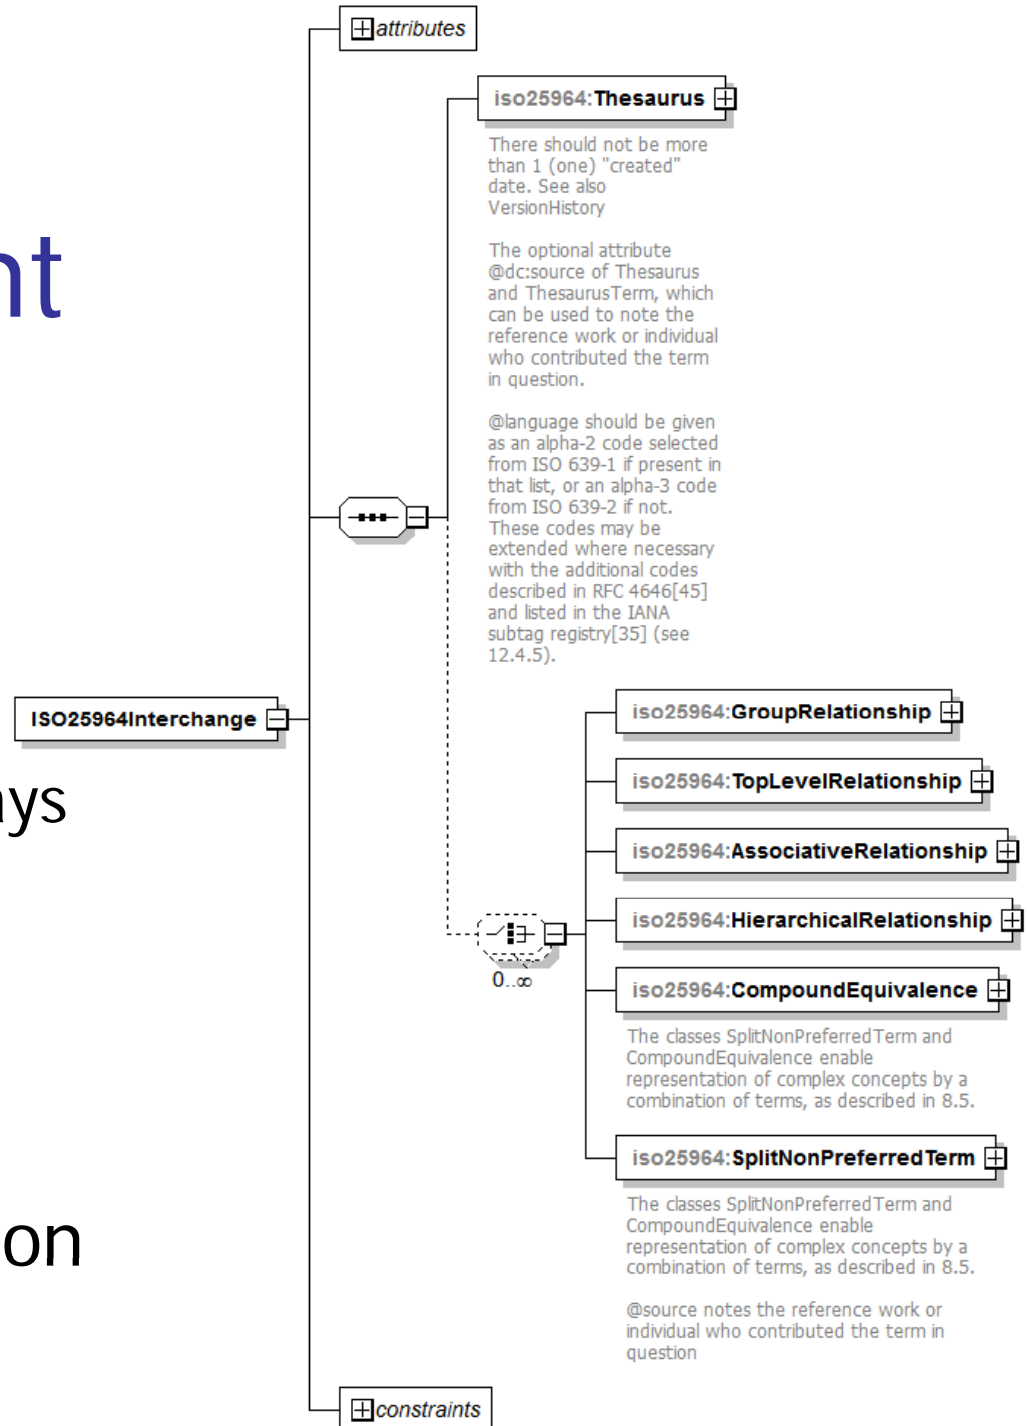 attributes
iso25964:Thesaurus
There should not be more
than 1 (one) "created"
date. See also
VersionHistory
The optional attribute
@dc:source of Thesaurus
and ThesaurusTerm, which
can be used to note the
reference work or individual
who contributed the term
in question.
@language should be given
as an alpha-2 code selected
from ISO 639-1 if present in
that list, or an alpha-3 code
from ISO 639-2 if not.
These codes may be
extended where necessary
with the additional codes
described in RFC 4646[45]
and listed in the IANA
subtag registry[35] (see
12.4.5).
nt
ISO25964Interchange
ays
on
iso25964:GroupRelationship
iso25964:TopLevelRelationship
iso25964:AssociativeRelationship
iso25964:HierarchicalRelationship
0..∞
iso25964:CompoundEquivalence
The classes SplitNonPreferredTerm and
CompoundEquivalence enable
representation of complex concepts by a
combination of terms, as described in 8.5.
iso25964:SplitNonPreferredTerm
The classes SplitNonPreferredTerm and
CompoundEquivalence enable
representation of complex concepts by a
combination of terms, as described in 8.5.
@source notes the reference work or
individual who contributed the term in
question
constraints